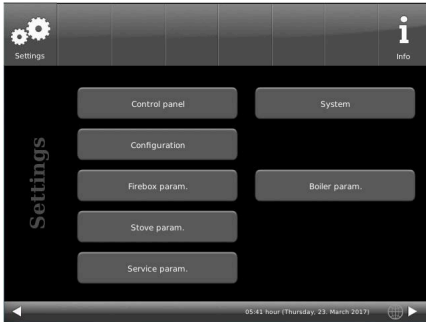 Settings
Info
Settings
Control panel
System
Configuration
Firebox param.
Boiler param.
Stove param.
Service param.
05:41 hour (Thursday, 23. March 2017)